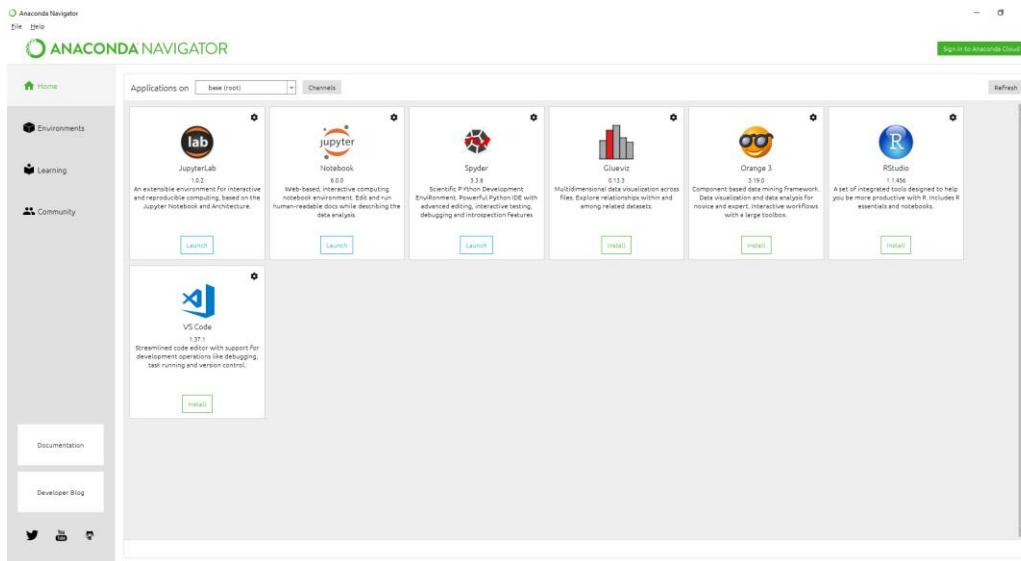 Anaconda Navigator
File Help
ANACONDA NAVIGATOR
Sign in to Anaconda Cloud
Home
Environments
Learning
Community
Documentation
Developer Blog
You
Tube
Applications on
base (root)
Channels
Refresh
lab
JupyterLab
1.0.2
An extensible environment for interactive
and reproducible computing, based on the
Jupyter Notebook and Architecture.
Launch
jupyter
Notebook
6.0.0
Web-based, interactive computing
notebook environment. Edit and run
human-readable docs while describing the
data analysis.
Launch
Spyder
3.3.6
Scientific PYthon Development
EnviRonment. Powerful Python IDE with
advanced editing, interactive testing,
debugging and introspection features
Launch
Glueviz
0.13.3
Multidimensional data visualization across
files. Explore relationships within and
among related datasets.
Install
Orange 3
3.19.0
Component based data mining framework.
Data visualization and data analysis for
novice and expert. Interactive workflows
with a large toolbox.
Install
R
RStudio
1.1.456
A set of integrated tools designed to help
you be more productive with R. Includes R
essentials and notebooks.
Install
VS Code
1.37.1
Streamlined code editor with support for
development operations like debugging,
task running and version control.
Install